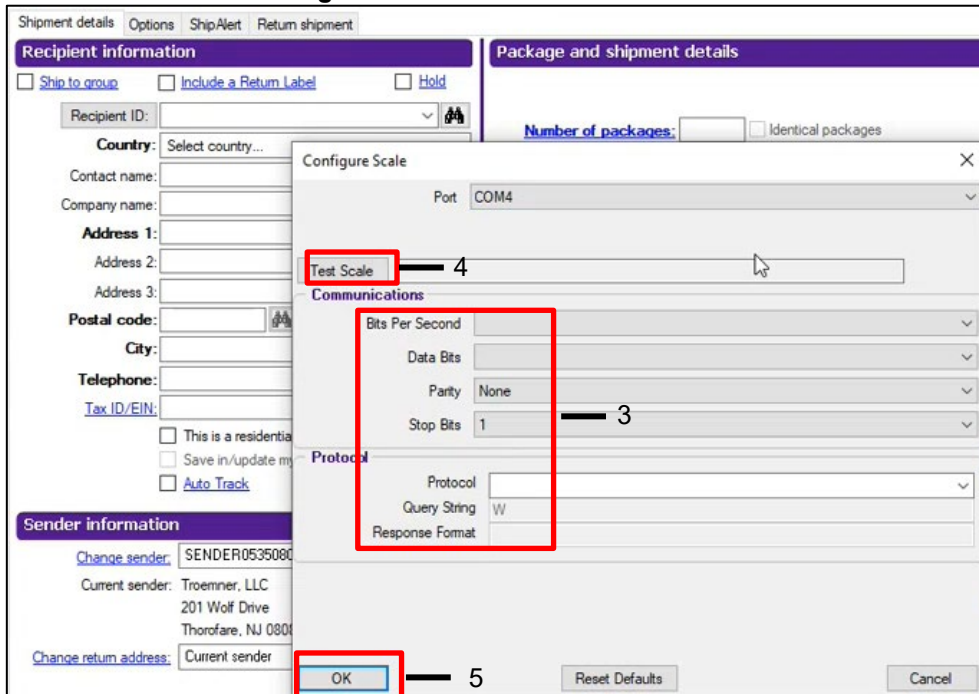 Shipment details Options ShipAlert Return shipment
Recipient information
Package and shipment details
Ship to group Include a Return Label Hold
Recipient ID:
Number of packages: Identical packages
Country: Select country...
Configure Scale
Contact name:
Port COM4
Company name:
Address 1:
Address 2:
Test Scale 4
Address 3:
Communications
Postal code:
Bits Per Second
City:
Data Bits
Telephone:
Parity None
Tax ID/EIN:
Stop Bits 1 3
This is a residentia
Save in/update my
Protocol
Auto Track
Protocol
Query String W
Response Format
Sender information
Change sender: SENDER0535080
Current sender: Troemner, LLC
201 Wolf Drive
Thorofare, NJ 0808
Change return address: Current sender
OK 5 Reset Defaults Cancel